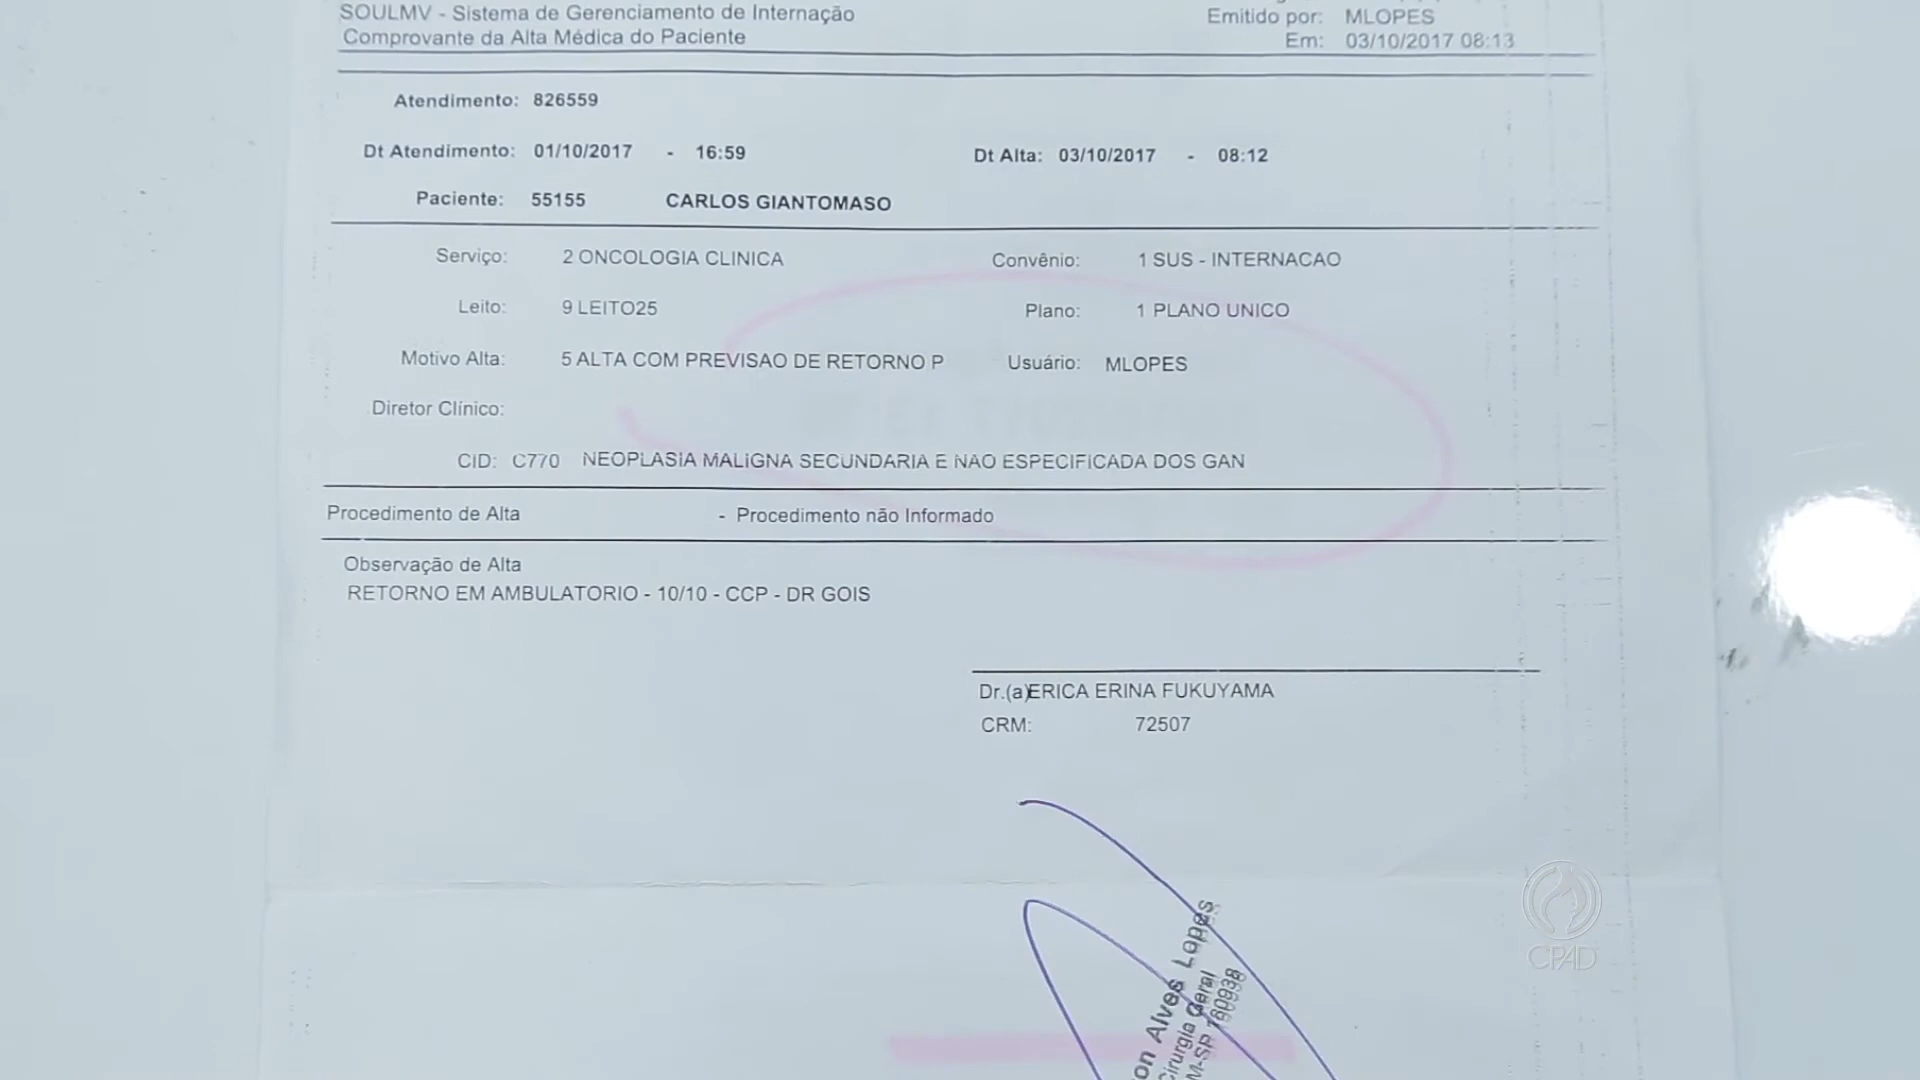 SOULMV - Sistema de Gerenciamento de Internação
Emitido por: MLOPES
Comprovante da Alta Médica do Paciente
Em: 03/10/2017 08:13
Atendimento: 826559
Dt Atendimento: 01/10/2017 - 16:59
Dt Alta: 03/10/2017 - 08:12
Paciente: 55155 CARLOS GIANTOMASO
Serviço: 2 ONCOLOGIA CLINICA
Convênio: 1 SUS - INTERNACAO
Leito: 9 LEITO25
Plano: 1 PLANO UNICO
Motivo Alta: 5 ALTA COM PREVISAO DE RETORNO P
Usuário: MLOPES
Diretor Clínico:
CID: C770 NEOPLASIA MALIGNA SECUNDARIA E NAO ESPECIFICADA DOS GAN
Procedimento de Alta - Procedimento não Informado
Observação de Alta
RETORNO EM AMBULATORIO - 10/10 - CCP - DR GOIS
Dr.(a)ERICA ERINA FUKUYAMA
CRM: 72507
on Alves Lopes
Cirurgia Geral
M-SP 180938
CPAD